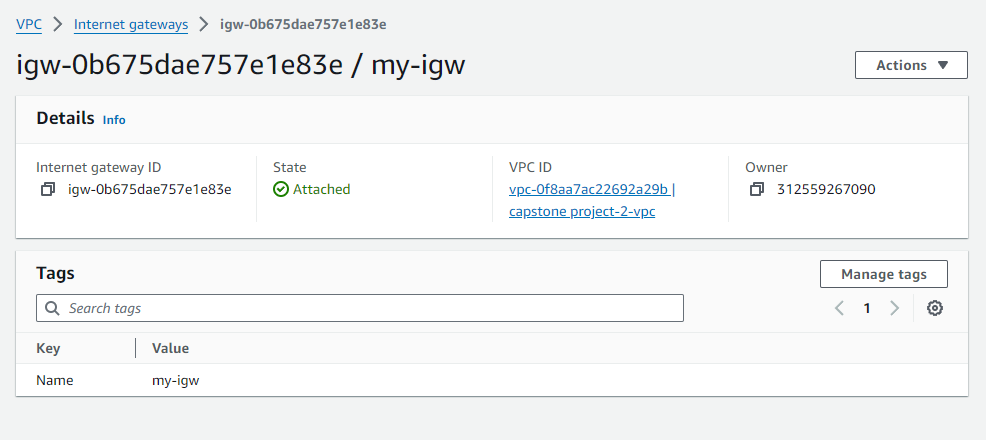 VPC > Internet gateways > igw-0b675dae757e1e83e
igw-0b675dae757e1e83e / my-igw
Actions
Details Info
Internet gateway ID
igw-0b675dae757e1e83e
State
Attached
VPC ID
vpc-0f8aa7ac22692a29b |
capstone project-2-vpc
Owner
312559267090
Tags
Manage tags
Search tags
1
Key Value
Name my-igw